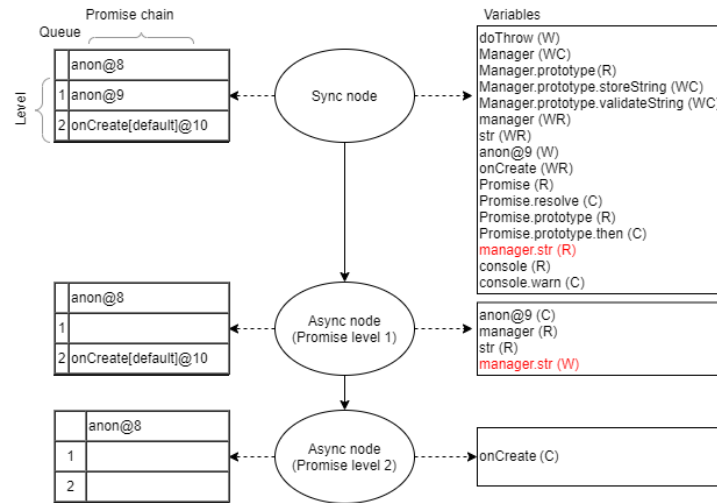 Promise chain
Queue
Level
anon@8
1 anon@9
2 onCreate[default]@10
Sync node
Variables
doThrow (W)
Manager (WC)
Manager.prototype (R)
Manager.prototype.storeString (WC)
Manager.prototype.validateString (WC)
manager (WR)
str (WR)
anon@9 (W)
onCreate (WR)
Promise (R)
Promise.resolve (C)
Promise.prototype (R)
Promise.prototype.then (C)
manager.str (R)
console (R)
console.warn (C)
anon@8
1
2 onCreate[default]@10
Async node
(Promise level 1)
anon@9 (C)
manager (R)
str (R)
manager.str (W)
anon@8
1
2
Async node
(Promise level 2)
onCreate (C)